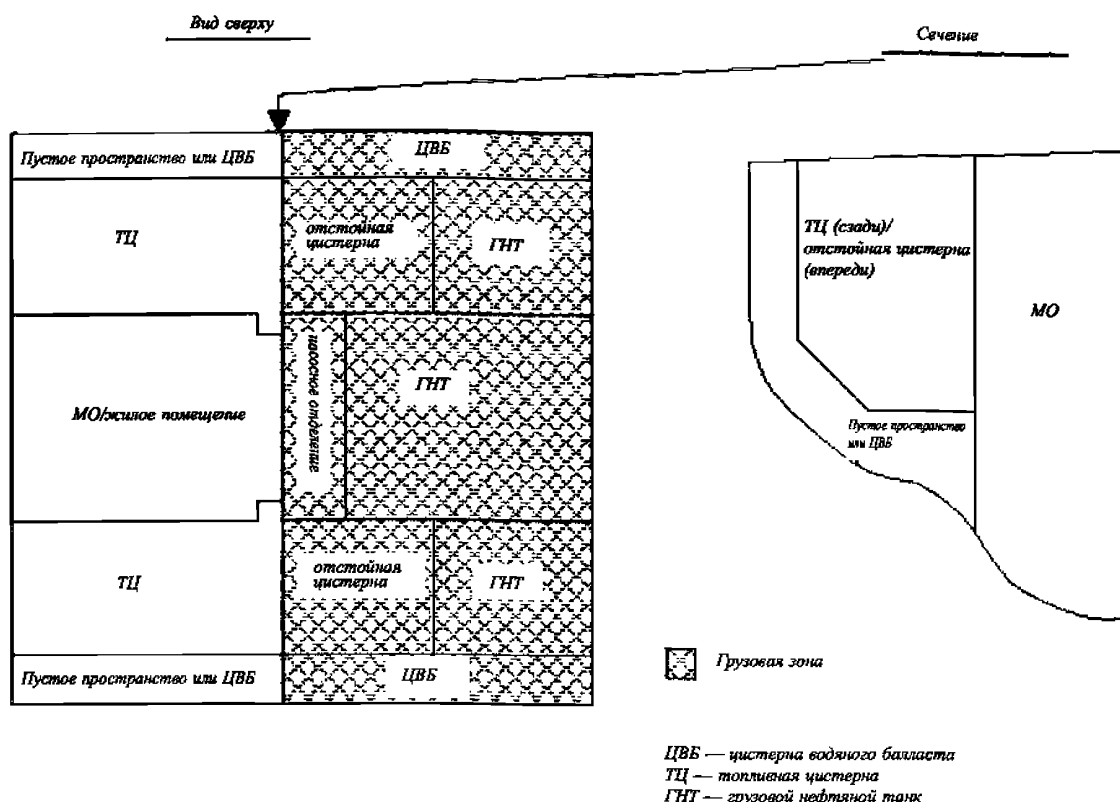 Вид сверху
Сечение
Пустое пространство или ЦВБ
ЦВБ
ТЦ
отстойная
цистерна
ГНТ
ТЦ (сзади)/
отстойная цистерна
(впереди)
МО
насосное отделение
ГНТ
МО/жилое помещение
Пустое пространство
или ЦВБ
ТЦ
отстойная
цистерна
ГНТ
Грузовая зона
Пустое пространство или ЦВБ
ЦВБ
ЦВБ — цистерна водяного балласта
ТЦ — топливная цистерна
ГНТ — грузовой нефтяной танк